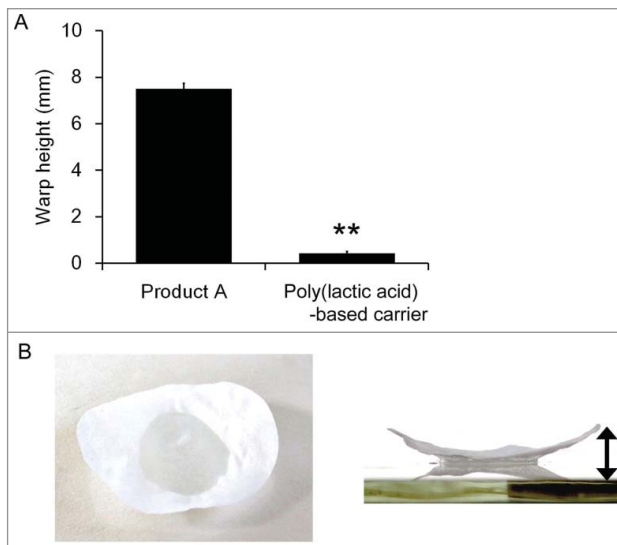 A
10
8
6
4
2
0
Warp height (mm)
**
Product A
Poly(lactic acid)
-based carrier
B